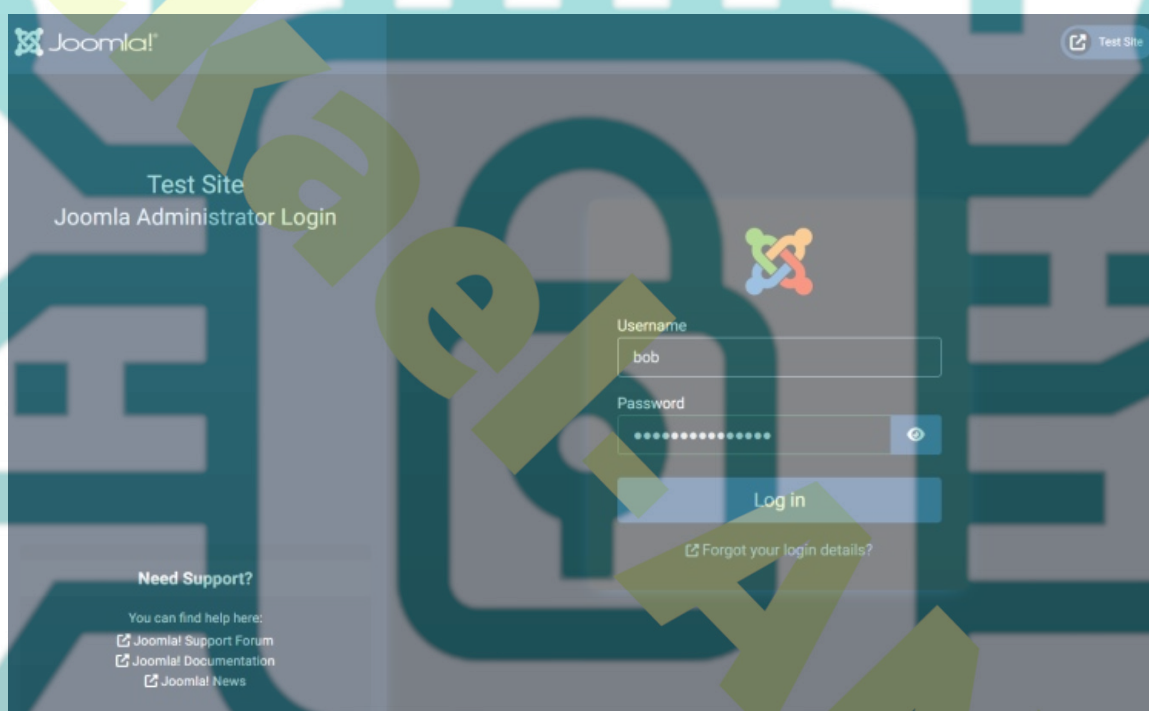 Joomla!®
Test Site
Test Site
Joomla Administrator Login
Username
bob
Password
•••••••••••••••
Log in
Forgot your login details?
Need Support?
You can find help here:
Joomla! Support Forum
Joomla! Documentation
Joomla! News